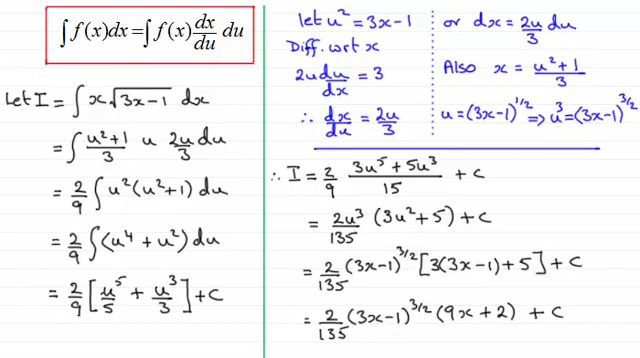 ∫ f(x) dx = ∫ f(x) dx/du du
Let I = ∫ x √(3x−1) dx
= ∫ (u²+1)/3 u 2u/3 du
= 2/9 ∫ u²(u²+1) du
= 2/9 ∫ (u⁴ + u²) du
= 2/9 [u⁵/5 + u³/3] + c
let u² = 3x−1
Diff. wrt x
2u du/dx = 3
∴ dx/du = 2u/3
or dx = 2u/3 du
Also x = (u²+1)/3
u = (3x−1)^(1/2) ⇒ u³ = (3x−1)^(3/2)
∴ I = 2/9 (3u⁵ + 5u³)/15 + c
= 2u³/135 (3u² + 5) + c
= 2/135 (3x−1)^(3/2) [3(3x−1) + 5] + c
= 2/135 (3x−1)^(3/2) (9x + 2) + c